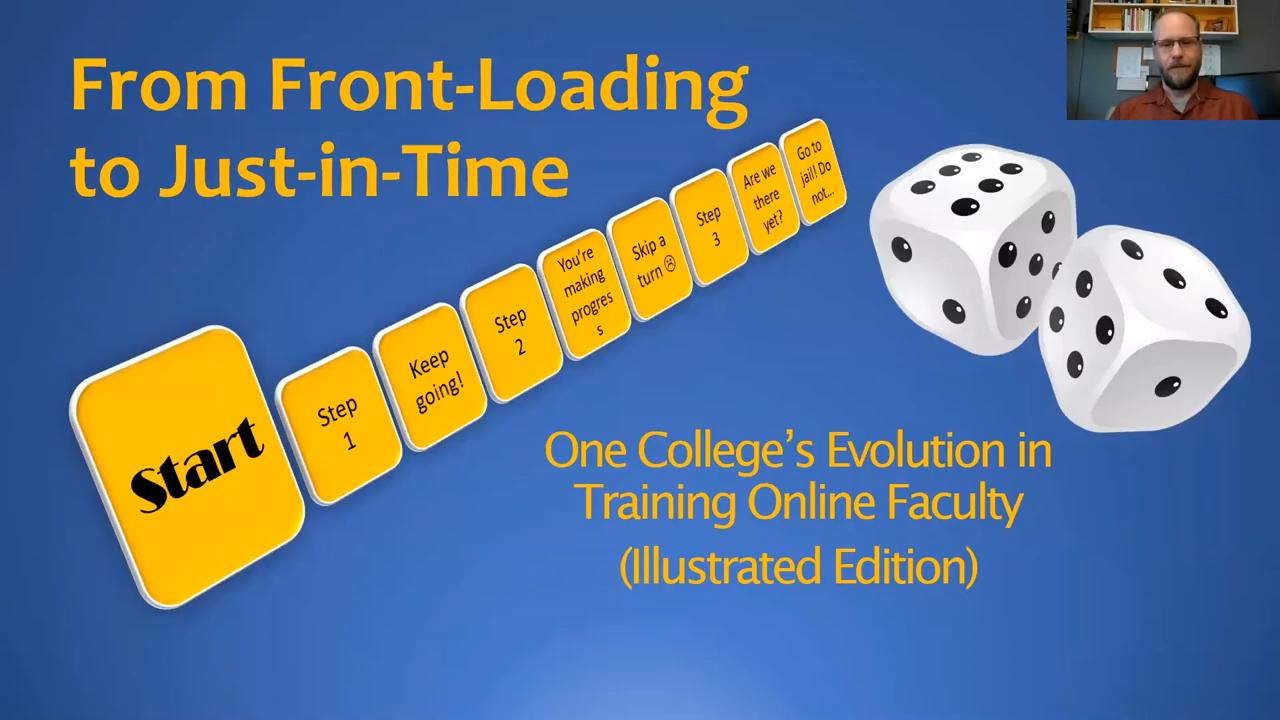 From Front-Loading
to Just-in-Time
Start
Step
1
Keep
going!
Step
2
You're
making
progres
s
Skip a
turn ☹
Step
3
Are we
there
yet?
Go to
jail! Do
not...
One College's Evolution in
Training Online Faculty
(Illustrated Edition)